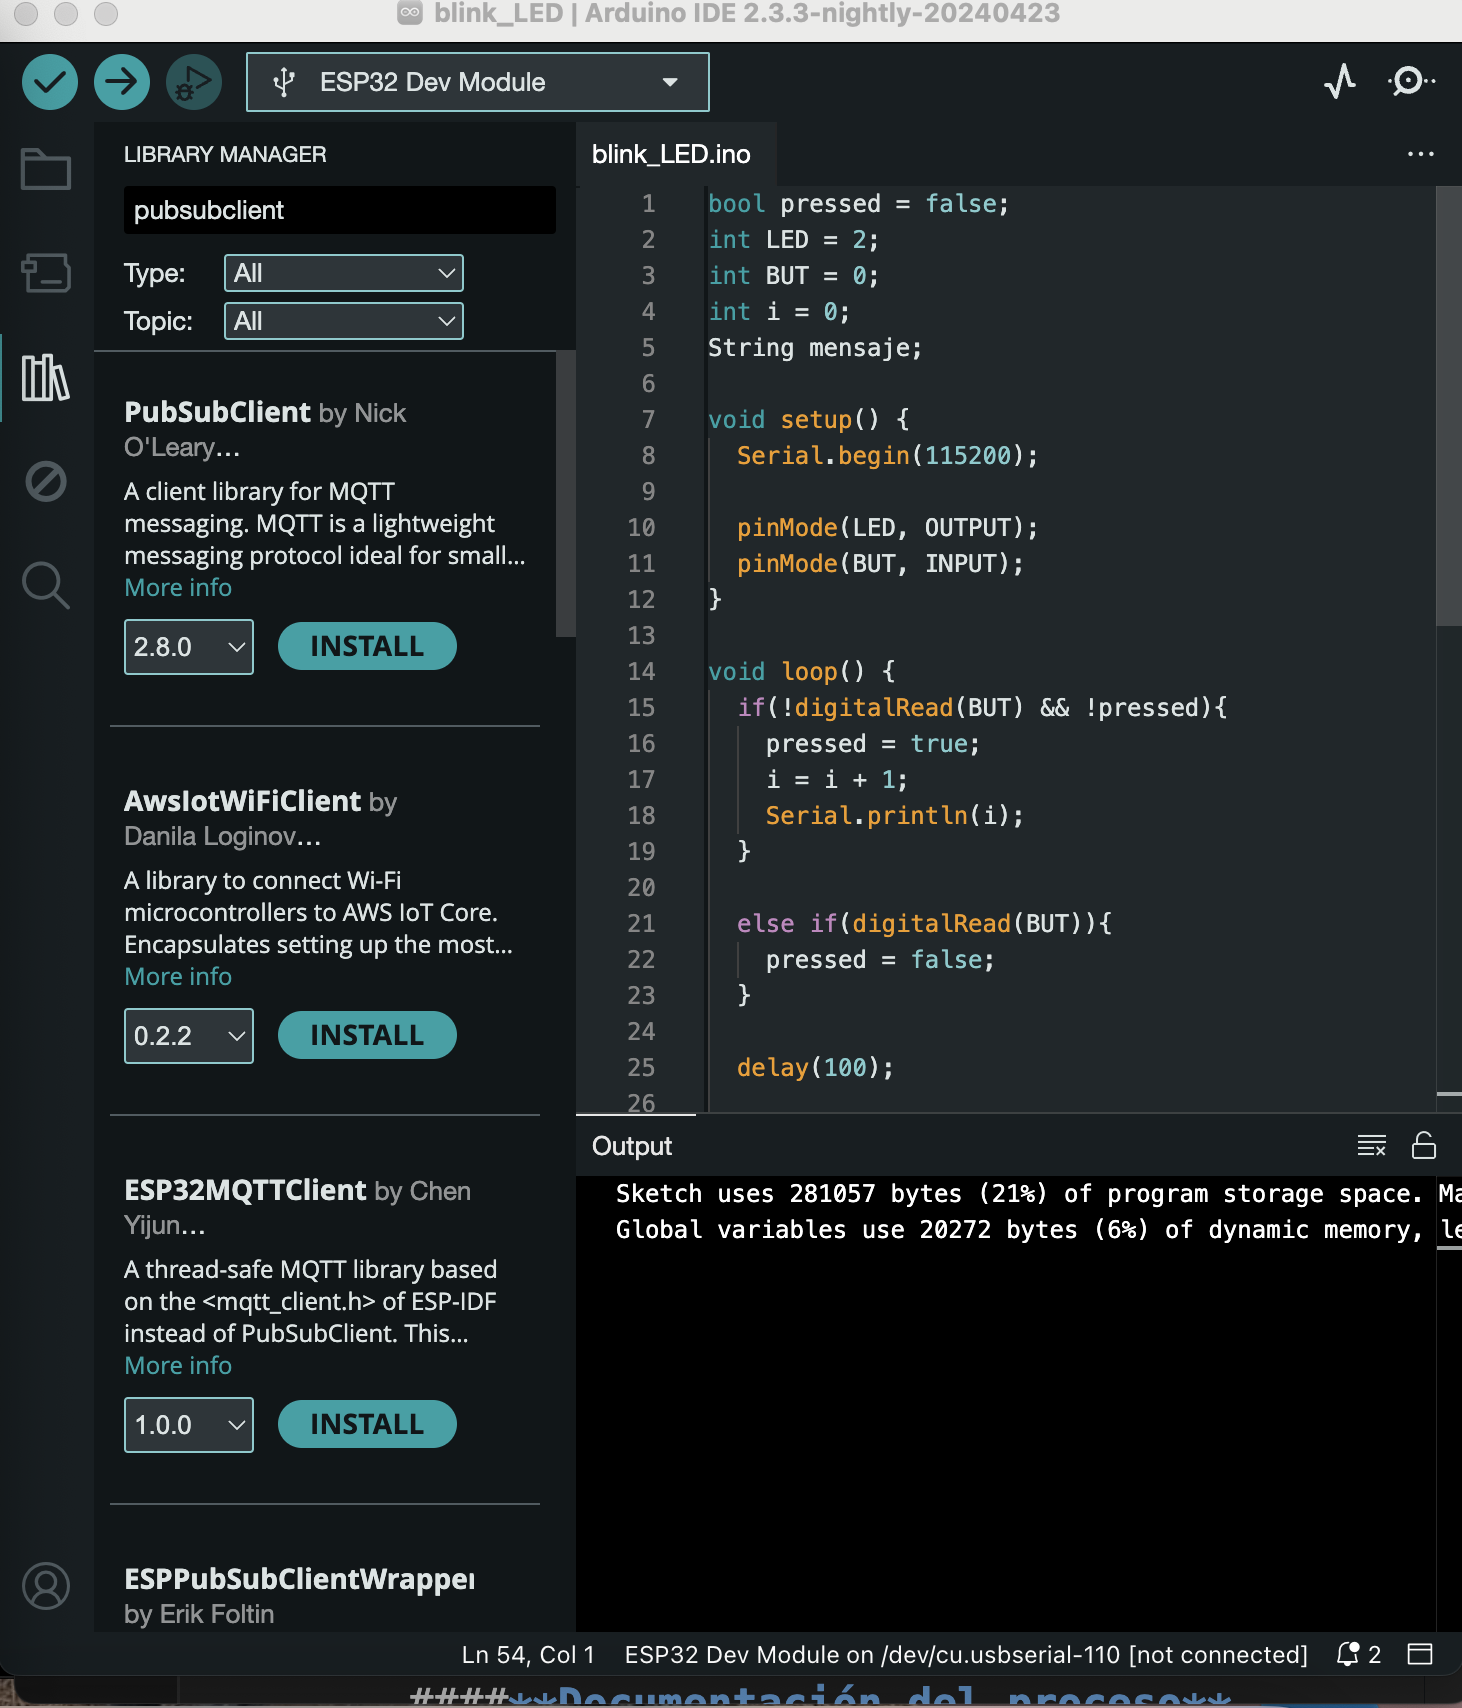 blink_LED | Arduino IDE 2.3.3-nightly-20240423
ESP32 Dev Module
LIBRARY MANAGER
pubsubclient
Type: All
Topic: All
PubSubClient by Nick
O'Leary...
A client library for MQTT
messaging. MQTT is a lightweight
messaging protocol ideal for small...
More info
2.8.0 INSTALL
AwsIotWiFiClient by
Danila Loginov...
A library to connect Wi-Fi
microcontrollers to AWS IoT Core.
Encapsulates setting up the most...
More info
0.2.2 INSTALL
ESP32MQTTClient by Chen
Yijun...
A thread-safe MQTT library based
on the <mqtt_client.h> of ESP-IDF
instead of PubSubClient. This...
More info
1.0.0 INSTALL
ESPPubSubClientWrapper
by Erik Foltin
blink_LED.ino
1 bool pressed = false;
2 int LED = 2;
3 int BUT = 0;
4 int i = 0;
5 String mensaje;
6
7 void setup() {
8 Serial.begin(115200);
9
10 pinMode(LED, OUTPUT);
11 pinMode(BUT, INPUT);
12 }
13
14 void loop() {
15 if(!digitalRead(BUT) && !pressed){
16 pressed = true;
17 i = i + 1;
18 Serial.println(i);
19 }
20
21 else if(digitalRead(BUT)){
22 pressed = false;
23 }
24
25 delay(100);
26
Output
Sketch uses 281057 bytes (21%) of program storage space. Ma
Global variables use 20272 bytes (6%) of dynamic memory, le
Ln 54, Col 1 ESP32 Dev Module on /dev/cu.usbserial-110 [not connected] 2
####**Documentación del proceso**